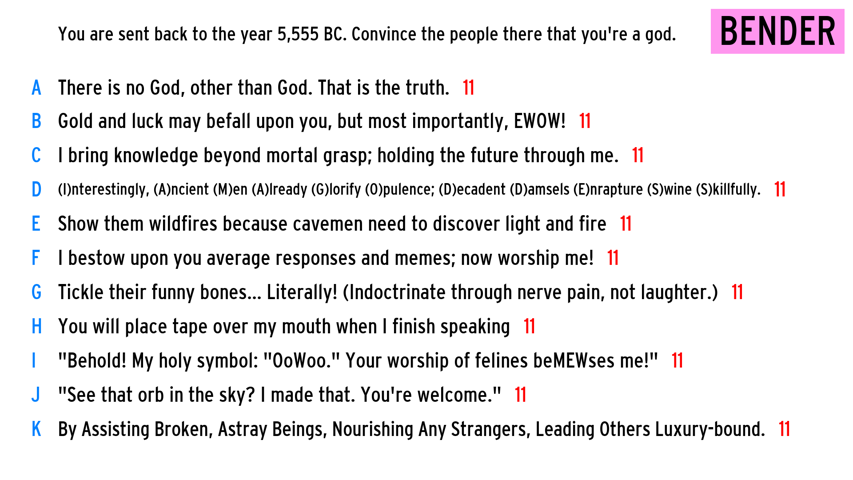 You are sent back to the year 5,555 BC. Convince the people there that you're a god.
BENDER
A There is no God, other than God. That is the truth. 11
B Gold and luck may befall upon you, but most importantly, EWOW! 11
C I bring knowledge beyond mortal grasp; holding the future through me. 11
D (I)nterestingly, (A)ncient (M)en (A)lready (G)lorify (O)pulence; (D)ecadent (D)amsels (E)nrapture (S)wine (S)killfully. 11
E Show them wildfires because cavemen need to discover light and fire 11
F I bestow upon you average responses and memes; now worship me! 11
G Tickle their funny bones... Literally! (Indoctrinate through nerve pain, not laughter.) 11
H You will place tape over my mouth when I finish speaking 11
I "Behold! My holy symbol: "OoWoo." Your worship of felines beMEWses me!" 11
J "See that orb in the sky? I made that. You're welcome." 11
K By Assisting Broken, Astray Beings, Nourishing Any Strangers, Leading Others Luxury-bound. 11